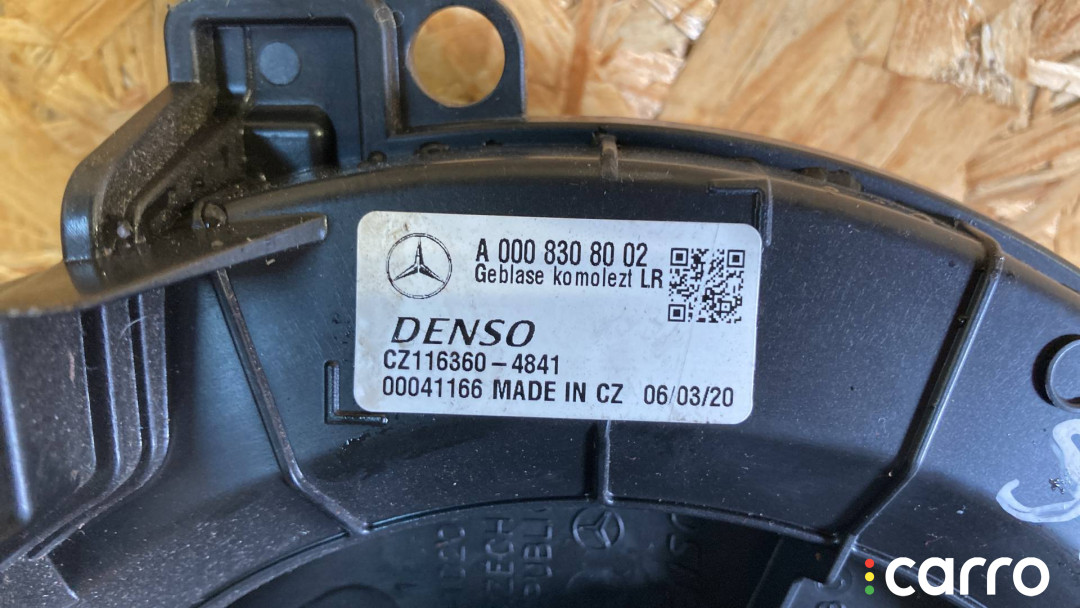 A 000 830 80 02
Geblase komolezt LR
DENSO
CZ116360-4841
00041166 MADE IN CZ 06/03/20
carro